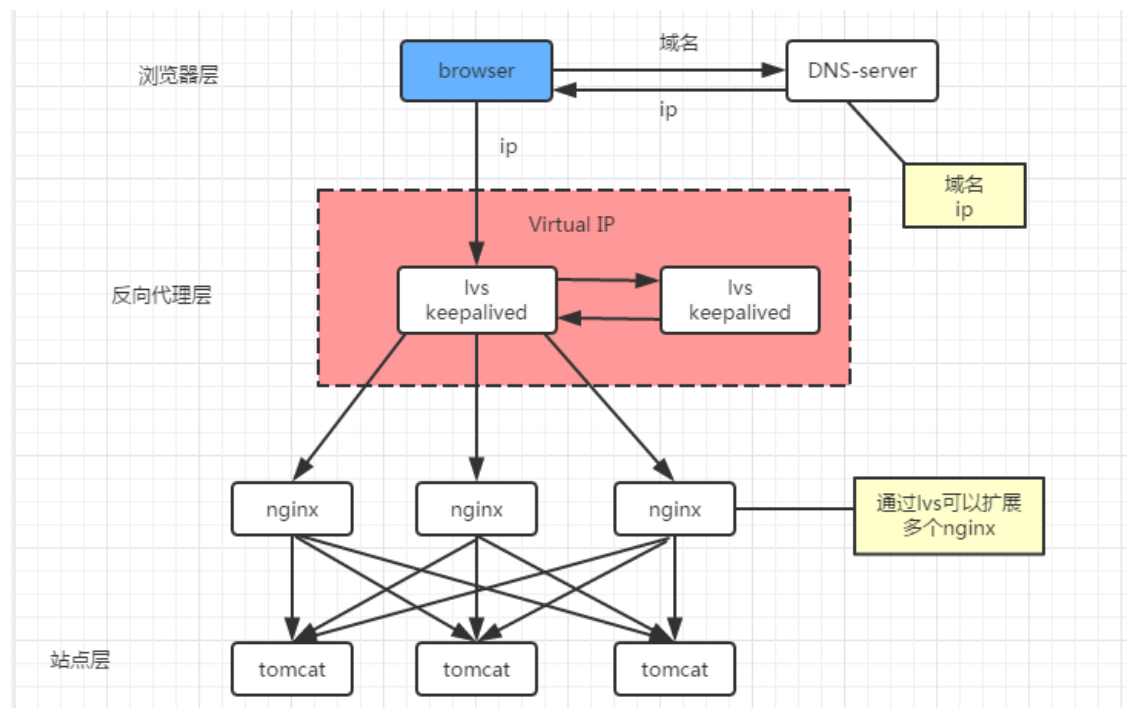 域名
浏览器层
browser
DNS-server
ip
ip
域名
ip
Virtual IP
反向代理层
lvs
keepalived
lvs
keepalived
nginx
nginx
nginx
通过lvs可以扩展
多个nginx
站点层
tomcat
tomcat
tomcat